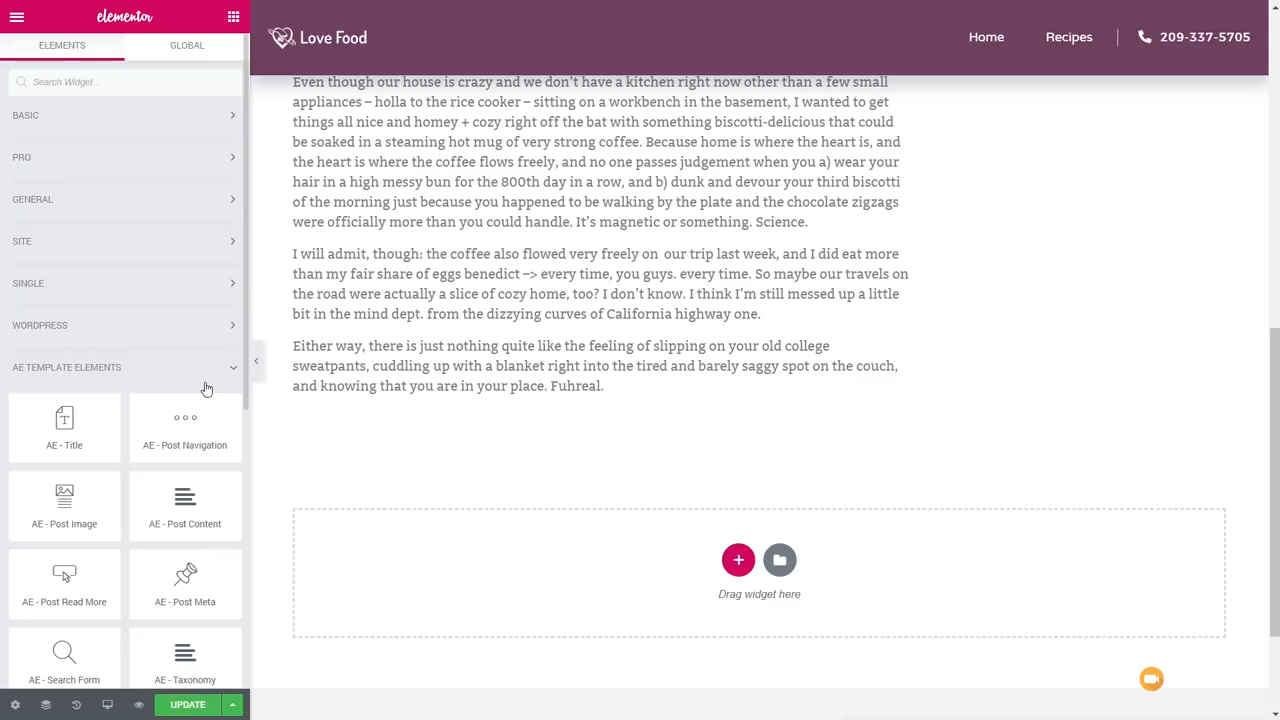 elementor
ELEMENTS
GLOBAL
Search Widget...
BASIC
PRO
GENERAL
SITE
SINGLE
WORDPRESS
AE TEMPLATE ELEMENTS
AE - Title
AE - Post Navigation
AE - Post Image
AE - Post Content
AE - Post Read More
AE - Post Meta
AE - Search Form
AE - Taxonomy
UPDATE
Love Food
Home
Recipes
209-337-5705
Even though our house is crazy and we don't have a kitchen right now other than a few small
appliances – holla to the rice cooker – sitting on a workbench in the basement, I wanted to get
things all nice and homey + cozy right off the bat with something biscotti-delicious that could
be soaked in a steaming hot mug of very strong coffee. Because home is where the heart is, and
the heart is where the coffee flows freely, and no one passes judgement when you a) wear your
hair in a high messy bun for the 800th day in a row, and b) dunk and devour your third biscotti
of the morning just because you happened to be walking by the plate and the chocolate zigzags
were officially more than you could handle. It's magnetic or something. Science.
I will admit, though: the coffee also flowed very freely on our trip last week, and I did eat more
than my fair share of eggs benedict –> every time, you guys. every time. So maybe our travels on
the road were actually a slice of cozy home, too? I don't know. I think I'm still messed up a little
bit in the mind dept. from the dizzying curves of California highway one.
Either way, there is just nothing quite like the feeling of slipping on your old college
sweatpants, cuddling up with a blanket right into the tired and barely saggy spot on the couch,
and knowing that you are in your place. Fuhreal.
Drag widget here